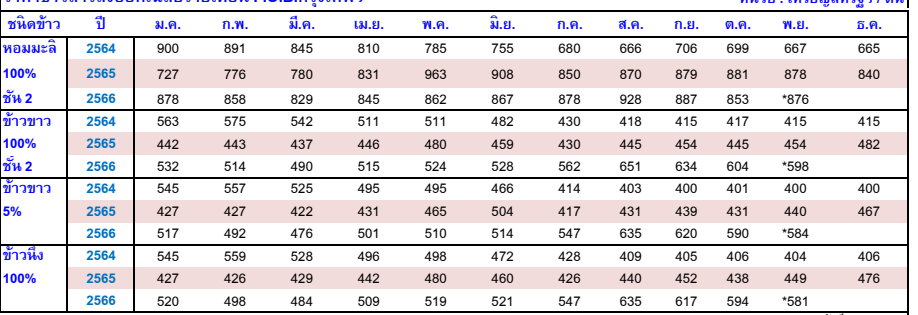 ชนิดข้าว ปี ม.ค. ก.พ. มี.ค. เม.ย. พ.ค. มิ.ย. ก.ค. ส.ค. ก.ย. ต.ค. พ.ย. ธ.ค.
หอมมะลิ 2564 900 891 845 810 785 755 680 666 706 699 667 665
100% 2565 727 776 780 831 963 908 850 870 879 881 878 840
ชั้น 2 2566 878 858 829 845 862 867 878 928 887 853 *876
ข้าวขาว 2564 563 575 542 511 511 482 430 418 415 417 415 415
100% 2565 442 443 437 446 480 459 430 445 454 445 454 482
ชั้น 2 2566 532 514 490 515 524 528 562 651 634 604 *598
ข้าวขาว 2564 545 557 525 495 495 466 414 403 400 401 400 400
5% 2565 427 427 422 431 465 504 417 431 439 431 440 467
2566 517 492 476 501 510 514 547 635 620 590 *584
ข้าวนึ่ง 2564 545 559 528 496 498 472 428 409 405 406 404 406
100% 2565 427 426 429 442 480 460 426 440 452 438 449 476
2566 520 498 484 509 519 521 547 635 617 594 *581